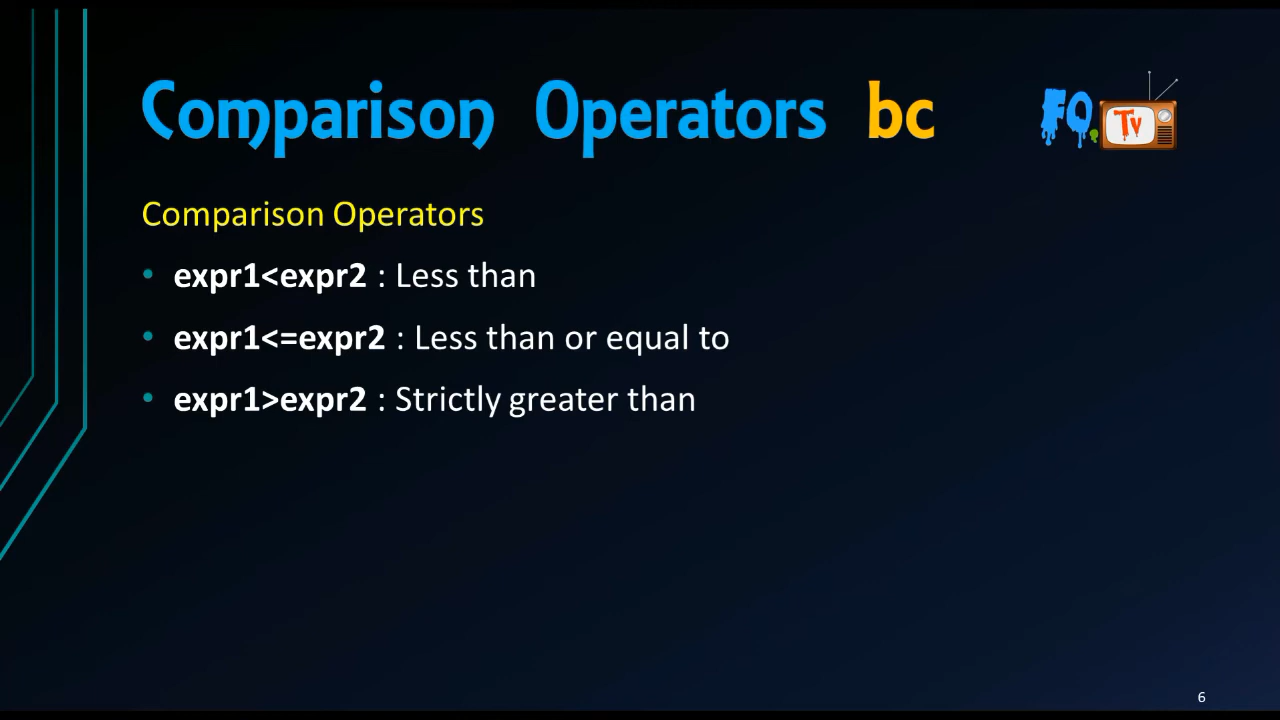 Comparison Operators bc
FQ.
Tv
Comparison Operators
• expr1<expr2 : Less than
• expr1<=expr2 : Less than or equal to
• expr1>expr2 : Strictly greater than
6